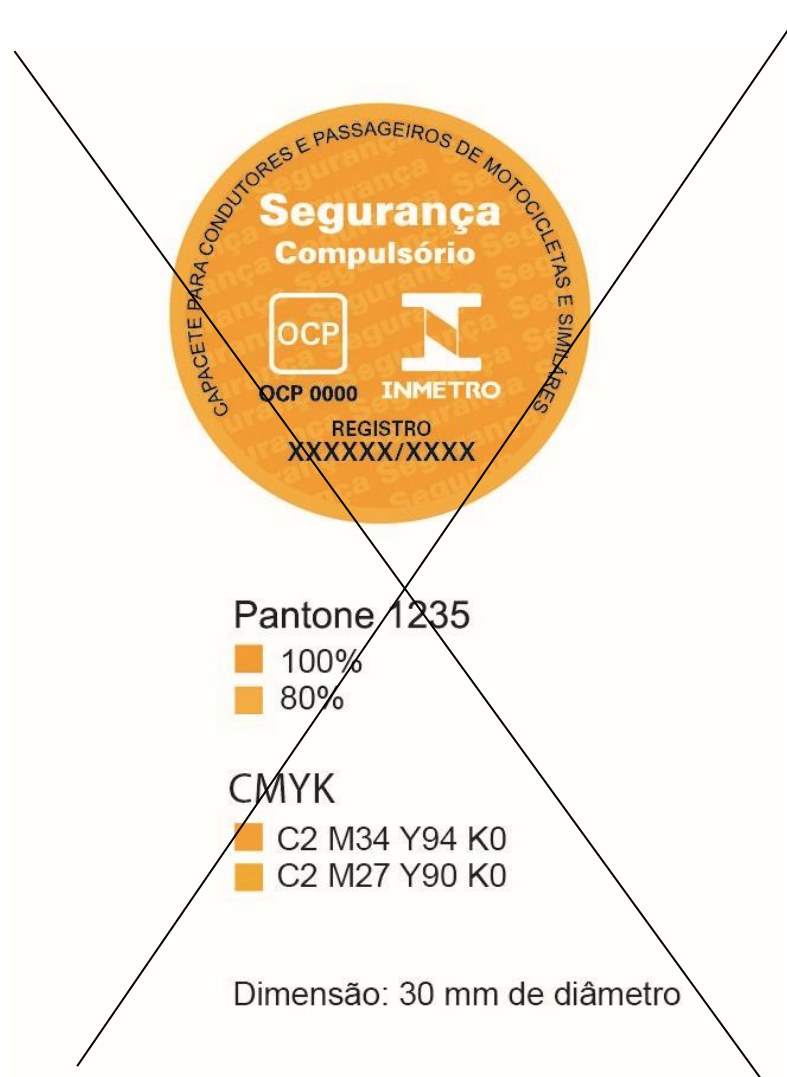 CAPACETE PARA CONDUTORES E PASSAGEIROS DE MOTOCICLETAS E SIMILARES
Segurança
Compulsório
OCP
OCP 0000
INMETRO
REGISTRO
XXXXXX/XXXX
Pantone 1235
100%
80%
CMYK
C2 M34 Y94 K0
C2 M27 Y90 K0
Dimensão: 30 mm de diâmetro